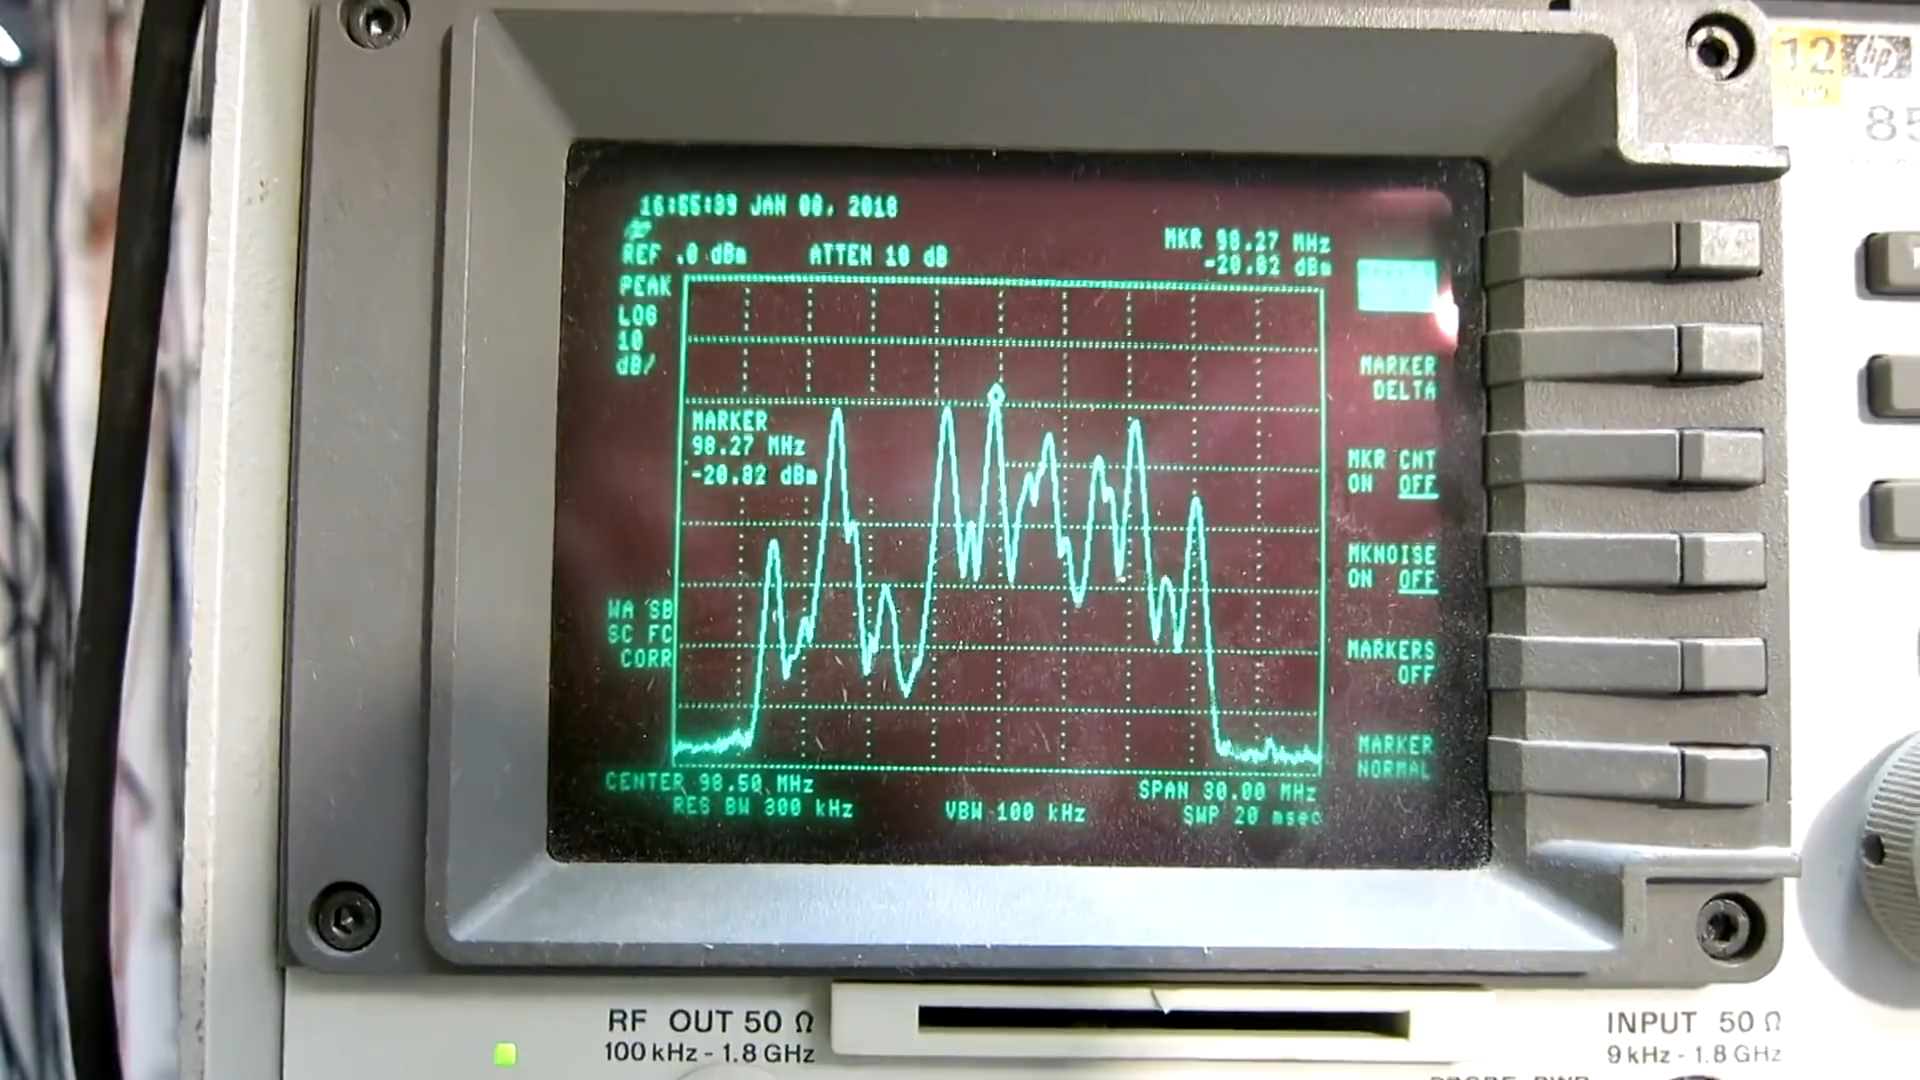 12 hp
85
16:55:39 JAN 08, 2018
REF .0 dBm ATTEN 10 dB
MKR 98.27 MHz
-20.82 dBm
PEAK
LOG
10
dB/
MARKER
98.27 MHz
-20.82 dBm
WA SB
SC FC
CORR
CENTER 98.50 MHz SPAN 30.00 MHz
RES BW 300 kHz VBW 100 kHz SWP 20 msec
MARKER
DELTA
MKR CNT
ON OFF
MKNOISE
ON OFF
MARKERS
OFF
MARKER
NORMAL
RF OUT 50 Ω
100 kHz - 1.8 GHz
INPUT 50 Ω
9 kHz - 1.8 GHz